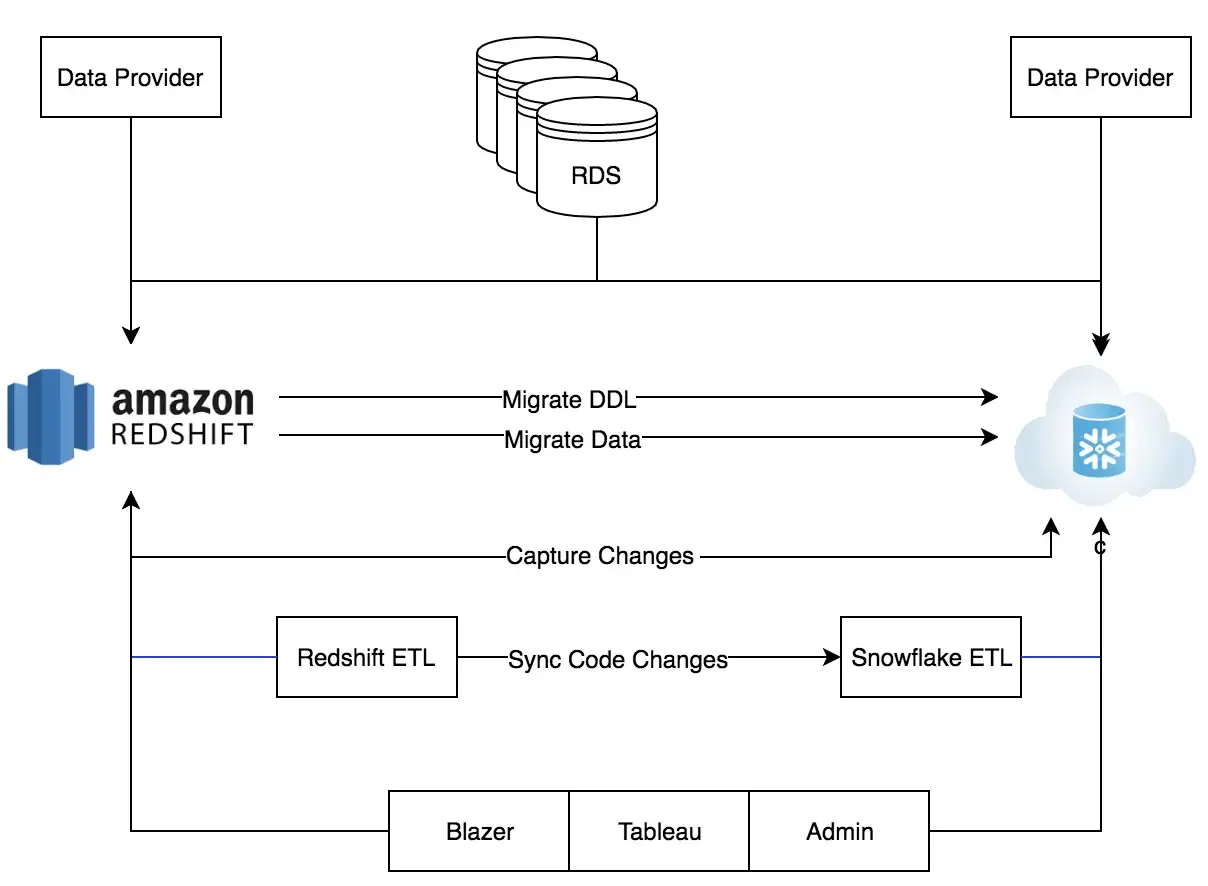 Data Provider
RDS
Data Provider
amazon
REDSHIFT
Migrate DDL
Migrate Data
Capture Changes
c
Redshift ETL
Sync Code Changes
Snowflake ETL
Blazer
Tableau
Admin